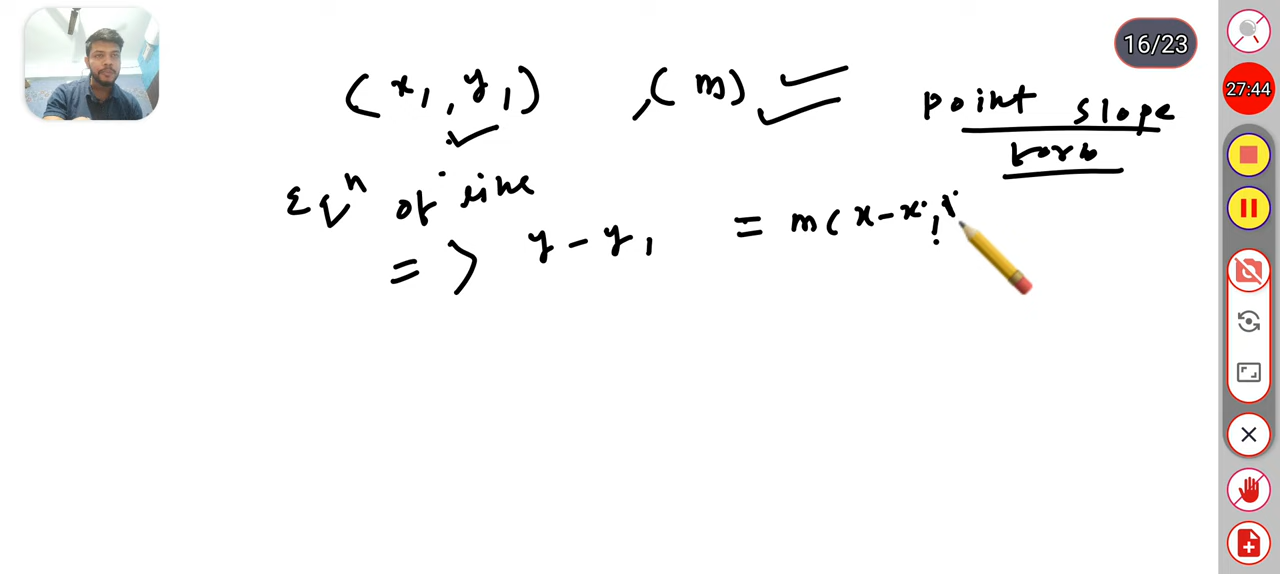 16/23
27:44
(x₁, y₁) ,(m)
point slope
form
Eqⁿ of line
=> y - y₁ = m(x - x₁)